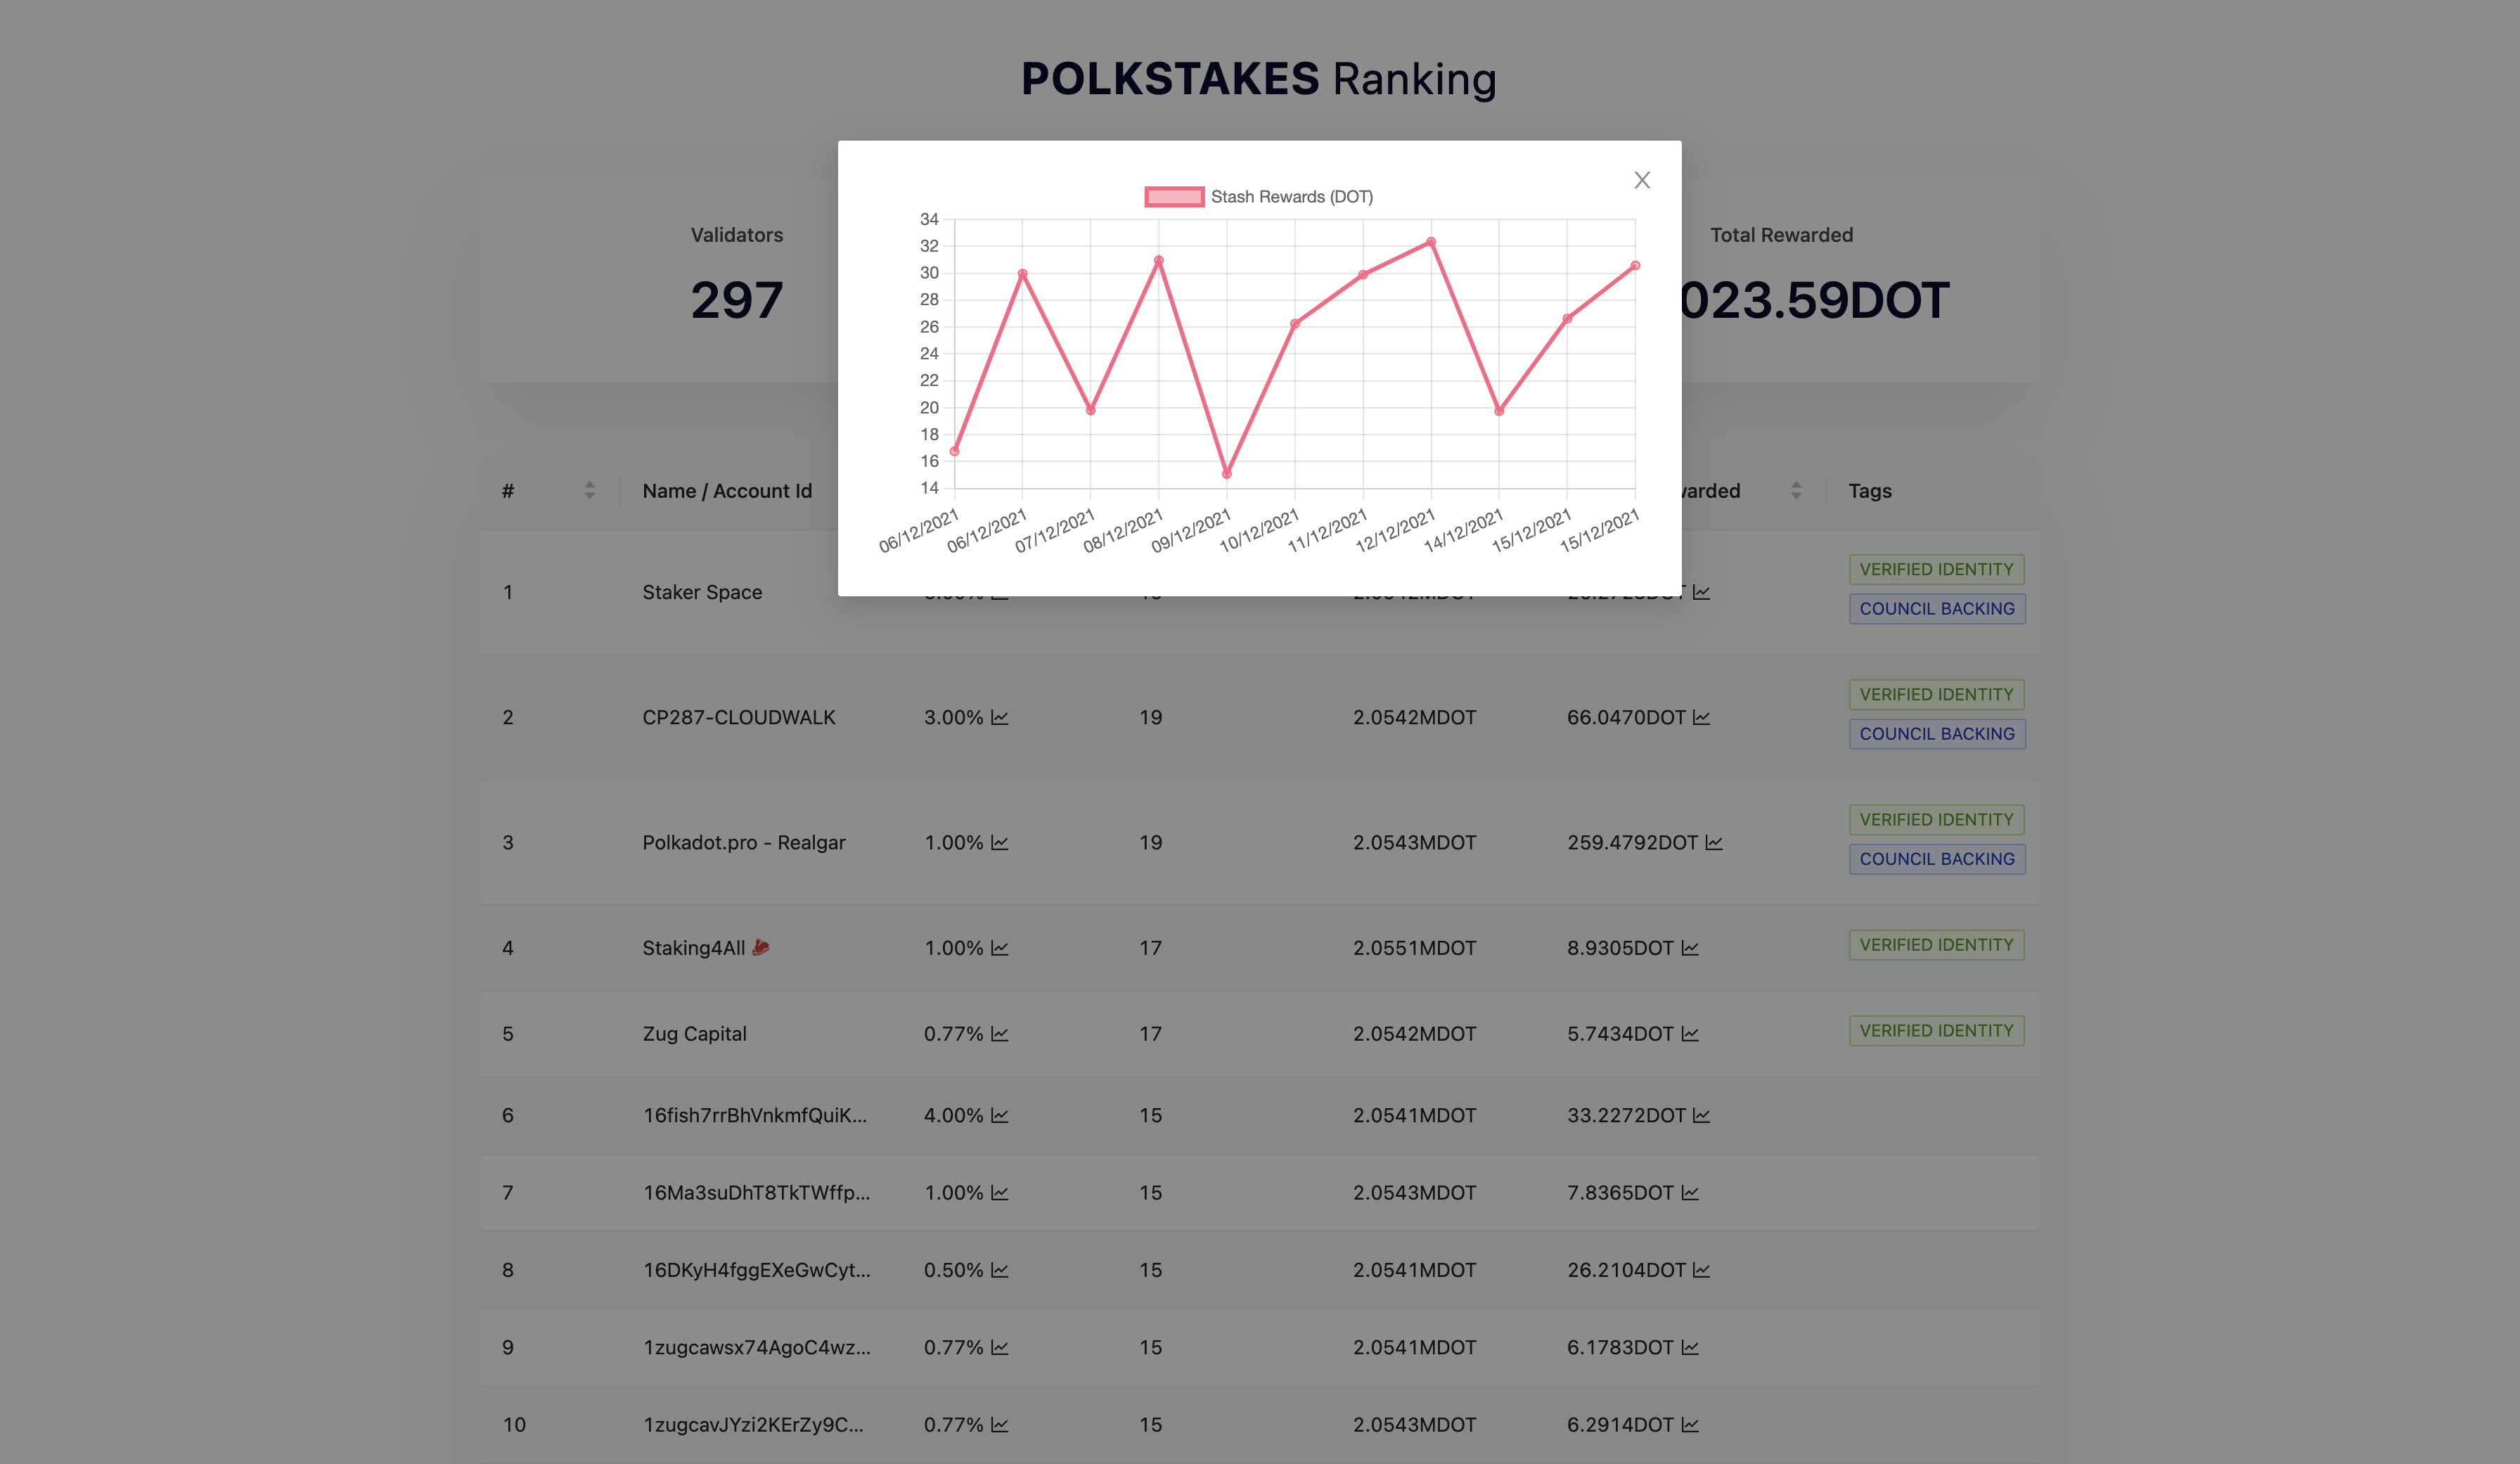 POLKSTAKES Ranking
Validators
297
Total Rewarded
023.59DOT
X
Stash Rewards (DOT)
34
32
30
28
26
24
22
20
18
16
14
06/12/2021 06/12/2021 07/12/2021 08/12/2021 09/12/2021 10/12/2021 11/12/2021 12/12/2021 14/12/2021 15/12/2021 15/12/2021
# Name / Account Id warded Tags
1 Staker Space VERIFIED IDENTITY
COUNCIL BACKING
2 CP287-CLOUDWALK 3.00% 19 2.0542MDOT 66.0470DOT VERIFIED IDENTITY
COUNCIL BACKING
3 Polkadot.pro - Realgar 1.00% 19 2.0543MDOT 259.4792DOT VERIFIED IDENTITY
COUNCIL BACKING
4 Staking4All 🥩 1.00% 17 2.0551MDOT 8.9305DOT VERIFIED IDENTITY
5 Zug Capital 0.77% 17 2.0542MDOT 5.7434DOT VERIFIED IDENTITY
6 16fish7rrBhVnkmfQuiK... 4.00% 15 2.0541MDOT 33.2272DOT
7 16Ma3suDhT8TkTWffp... 1.00% 15 2.0543MDOT 7.8365DOT
8 16DKyH4fggEXeGwCyt... 0.50% 15 2.0541MDOT 26.2104DOT
9 1zugcawsx74AgoC4wz... 0.77% 15 2.0541MDOT 6.1783DOT
10 1zugcavJYzi2KErZy9C... 0.77% 15 2.0543MDOT 6.2914DOT